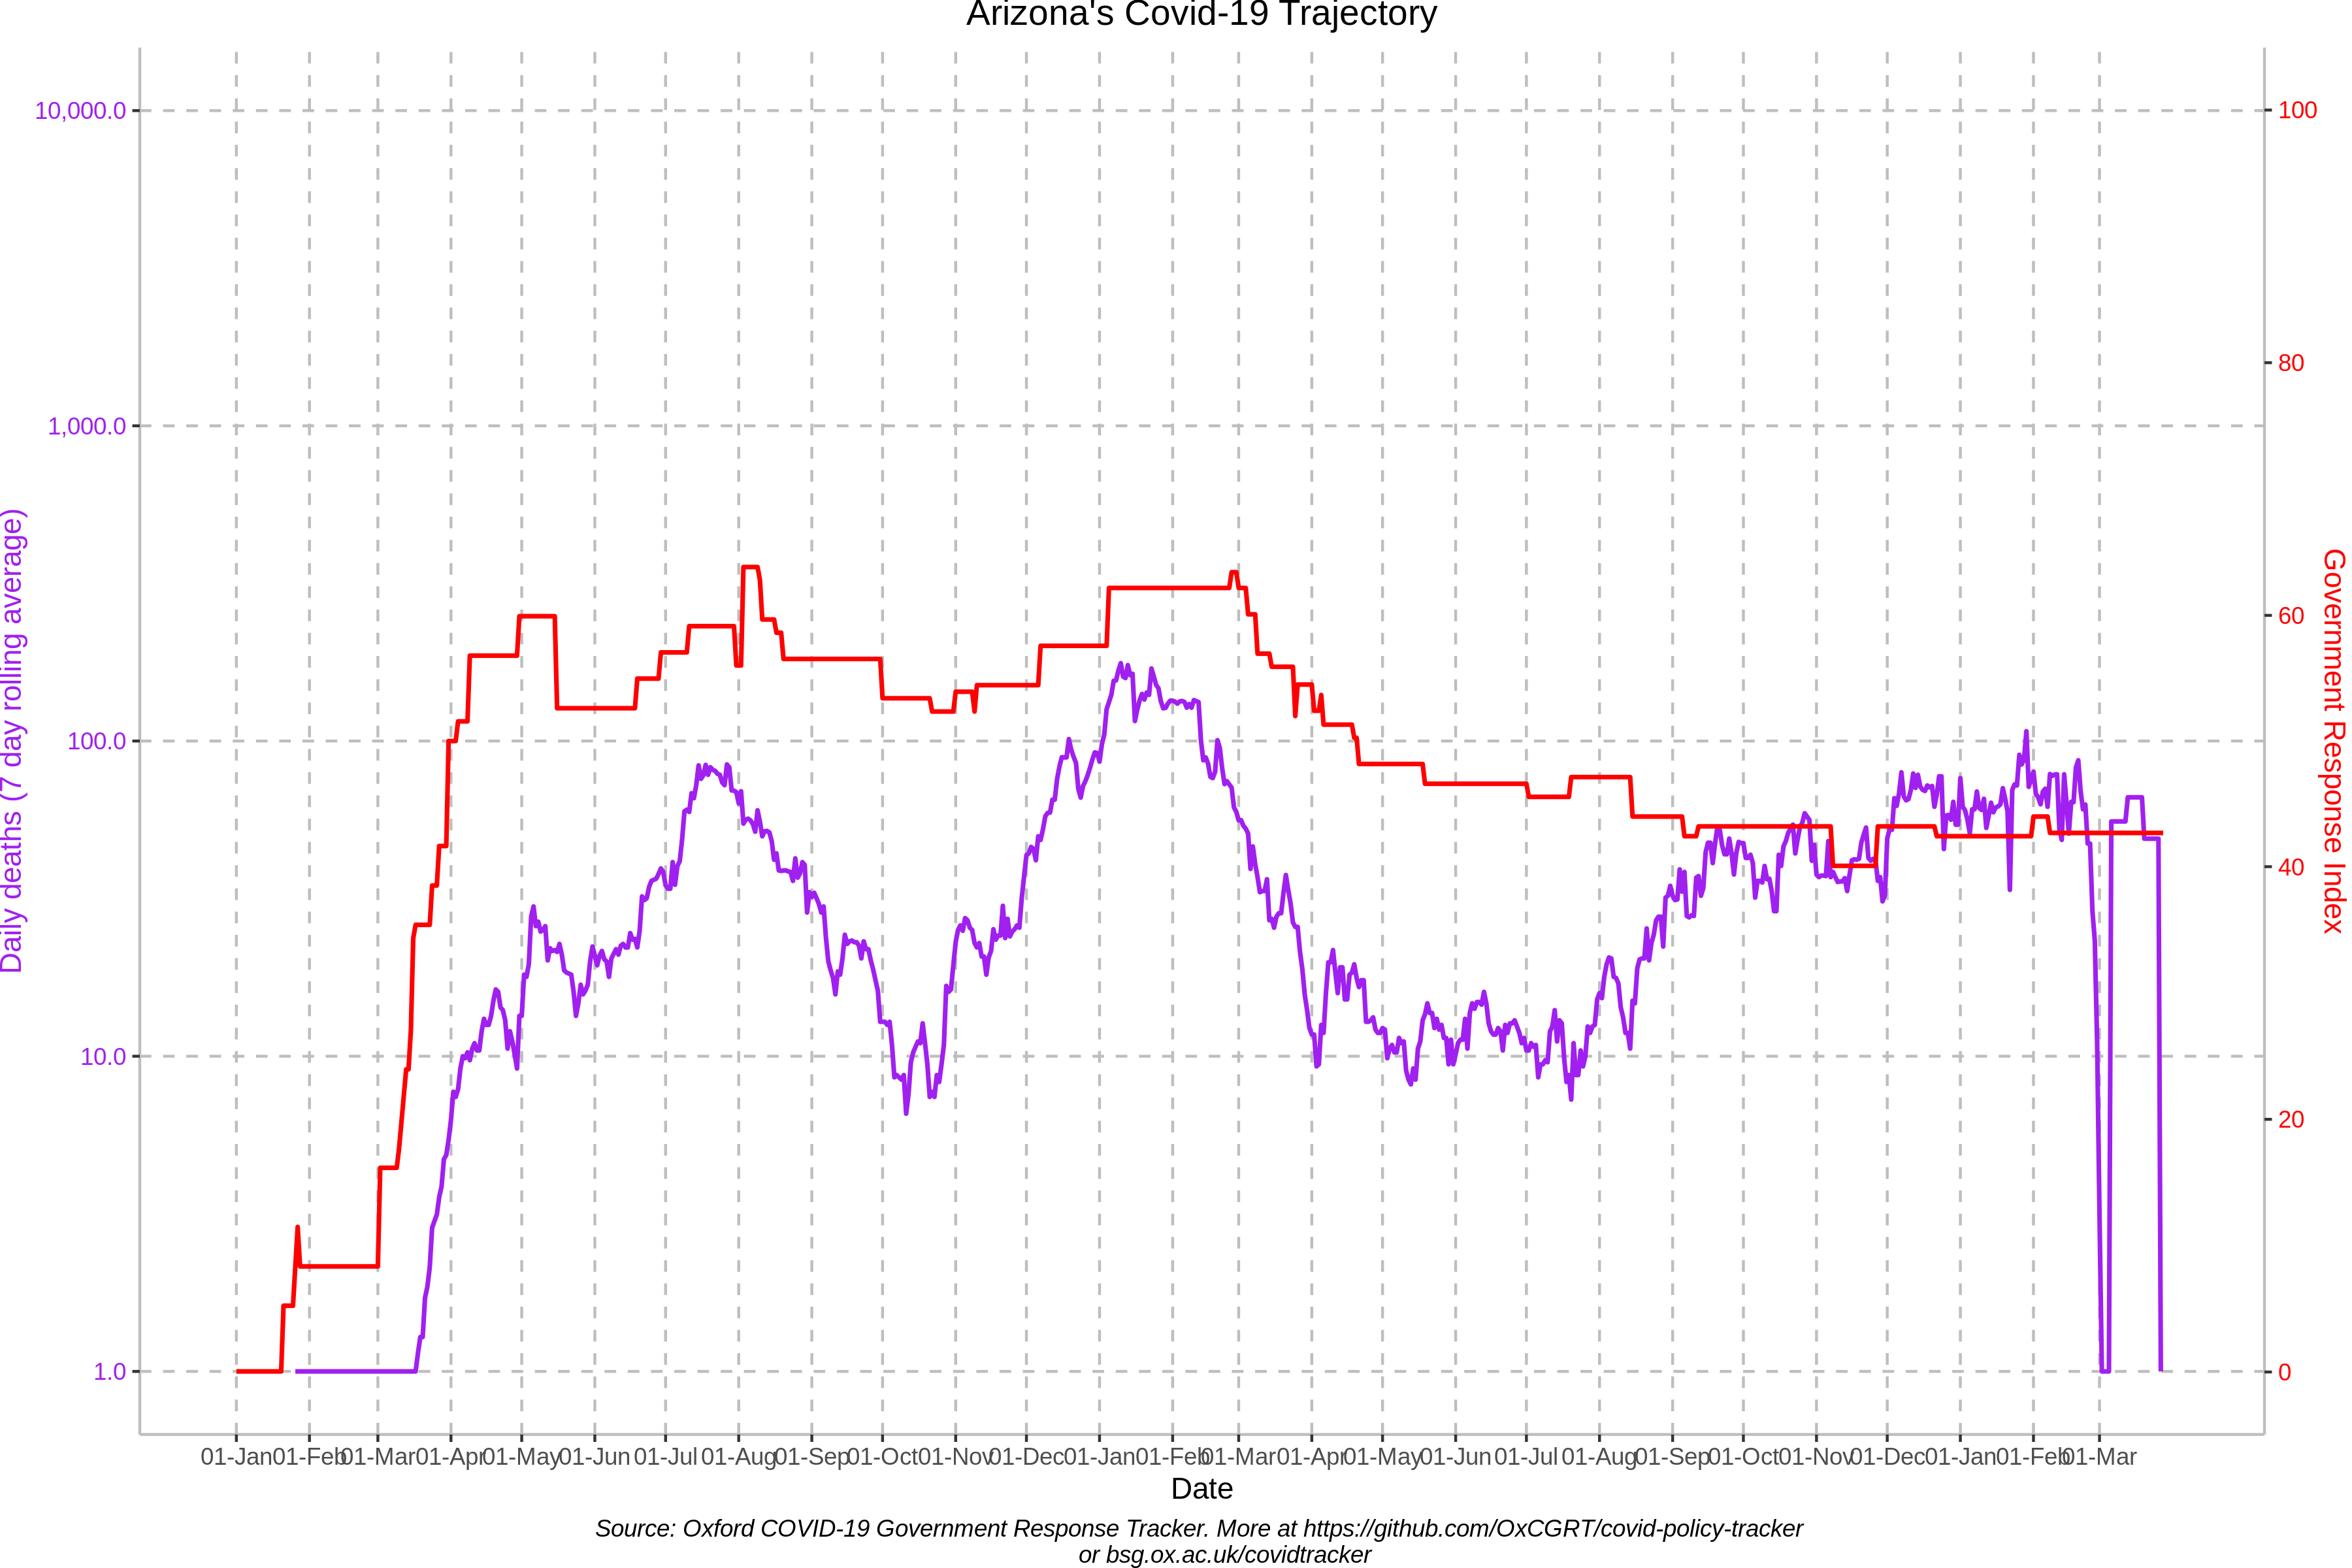 Arizona's Covid-19 Trajectory
10,000.0
1,000.0
100.0
10.0
1.0
Daily deaths (7 day rolling average)
100
80
60
40
20
0
Government Response Index
01-Jan 01-Feb 01-Mar 01-Apr 01-May 01-Jun 01-Jul 01-Aug 01-Sep 01-Oct 01-Nov 01-Dec 01-Jan 01-Feb 01-Mar 01-Apr 01-May 01-Jun 01-Jul 01-Aug 01-Sep 01-Oct 01-Nov 01-Dec 01-Jan 01-Feb 01-Mar
Date
Source: Oxford COVID-19 Government Response Tracker. More at https://github.com/OxCGRT/covid-policy-tracker
or bsg.ox.ac.uk/covidtracker